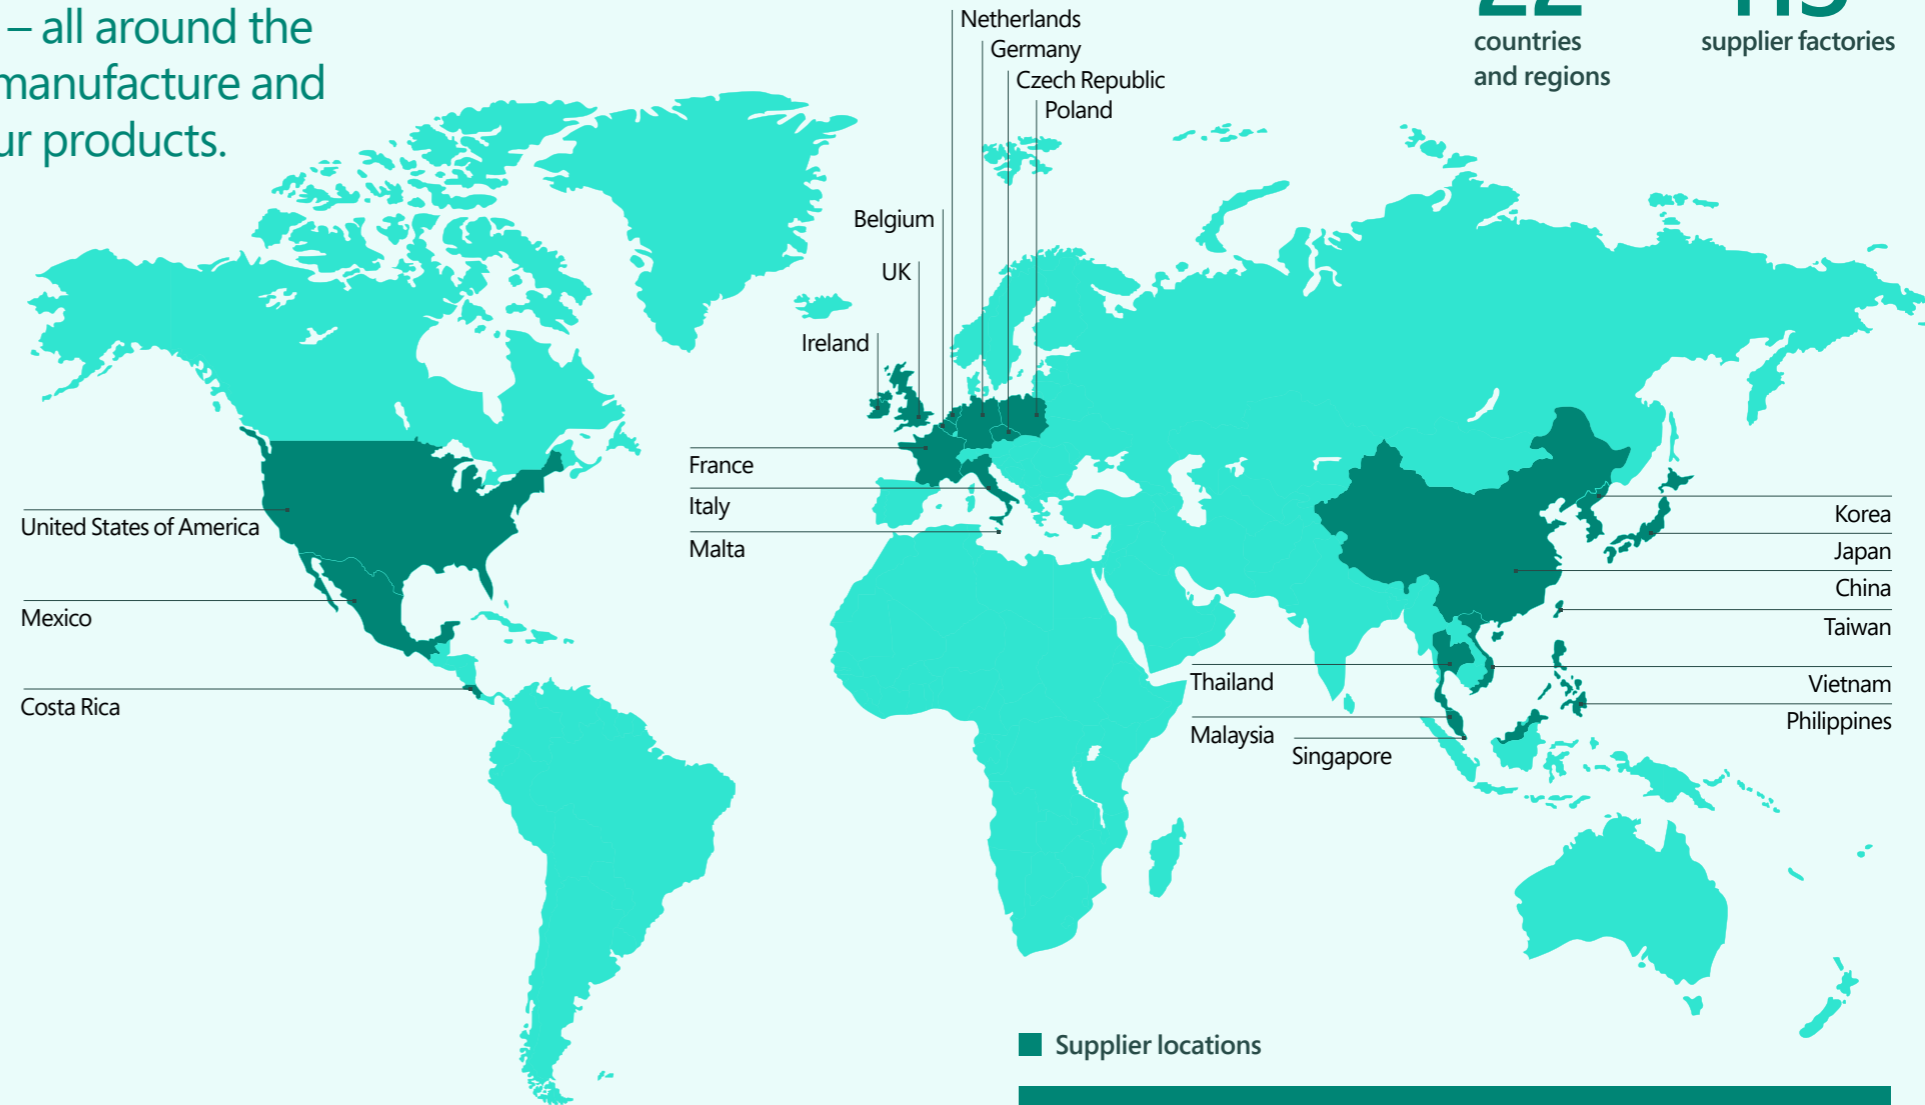 – all around the
manufacture and
ur products.
22
countries
and regions
supplier factories
Netherlands
Germany
Czech Republic
Poland
Belgium
UK
Ireland
France
Italy
Malta
United States of America
Mexico
Costa Rica
Korea
Japan
China
Taiwan
Vietnam
Philippines
Thailand
Malaysia
Singapore
Supplier locations